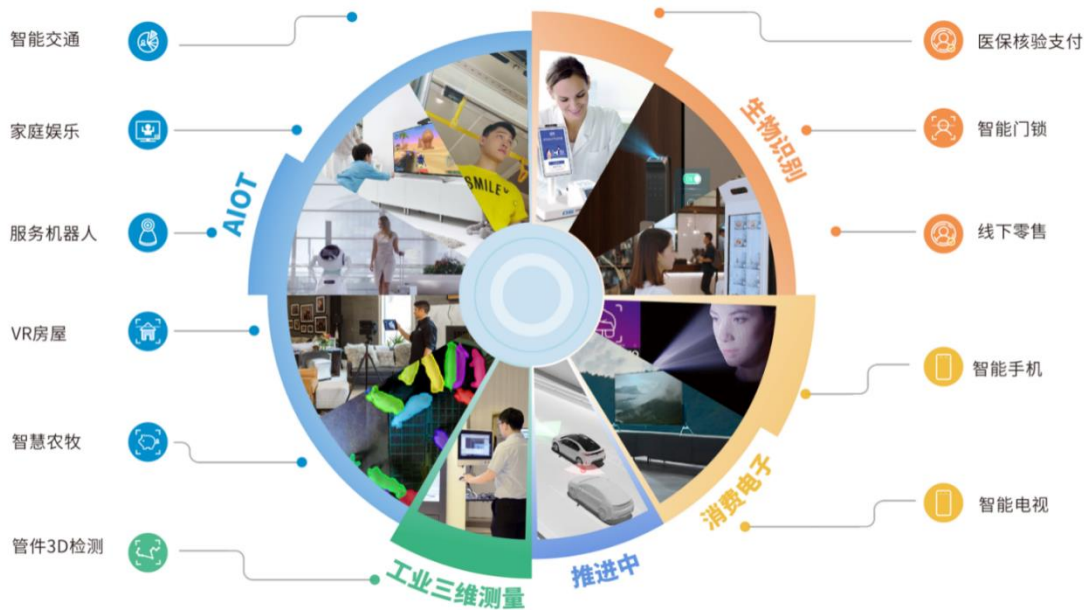 智能交通
家庭娱乐
服务机器人
VR房屋
智慧农牧
管件3D检测
AIOT
工业三维测量
推进中
消费电子
生物识别
SMILEY
医保核验支付
智能门锁
线下零售
智能手机
智能电视